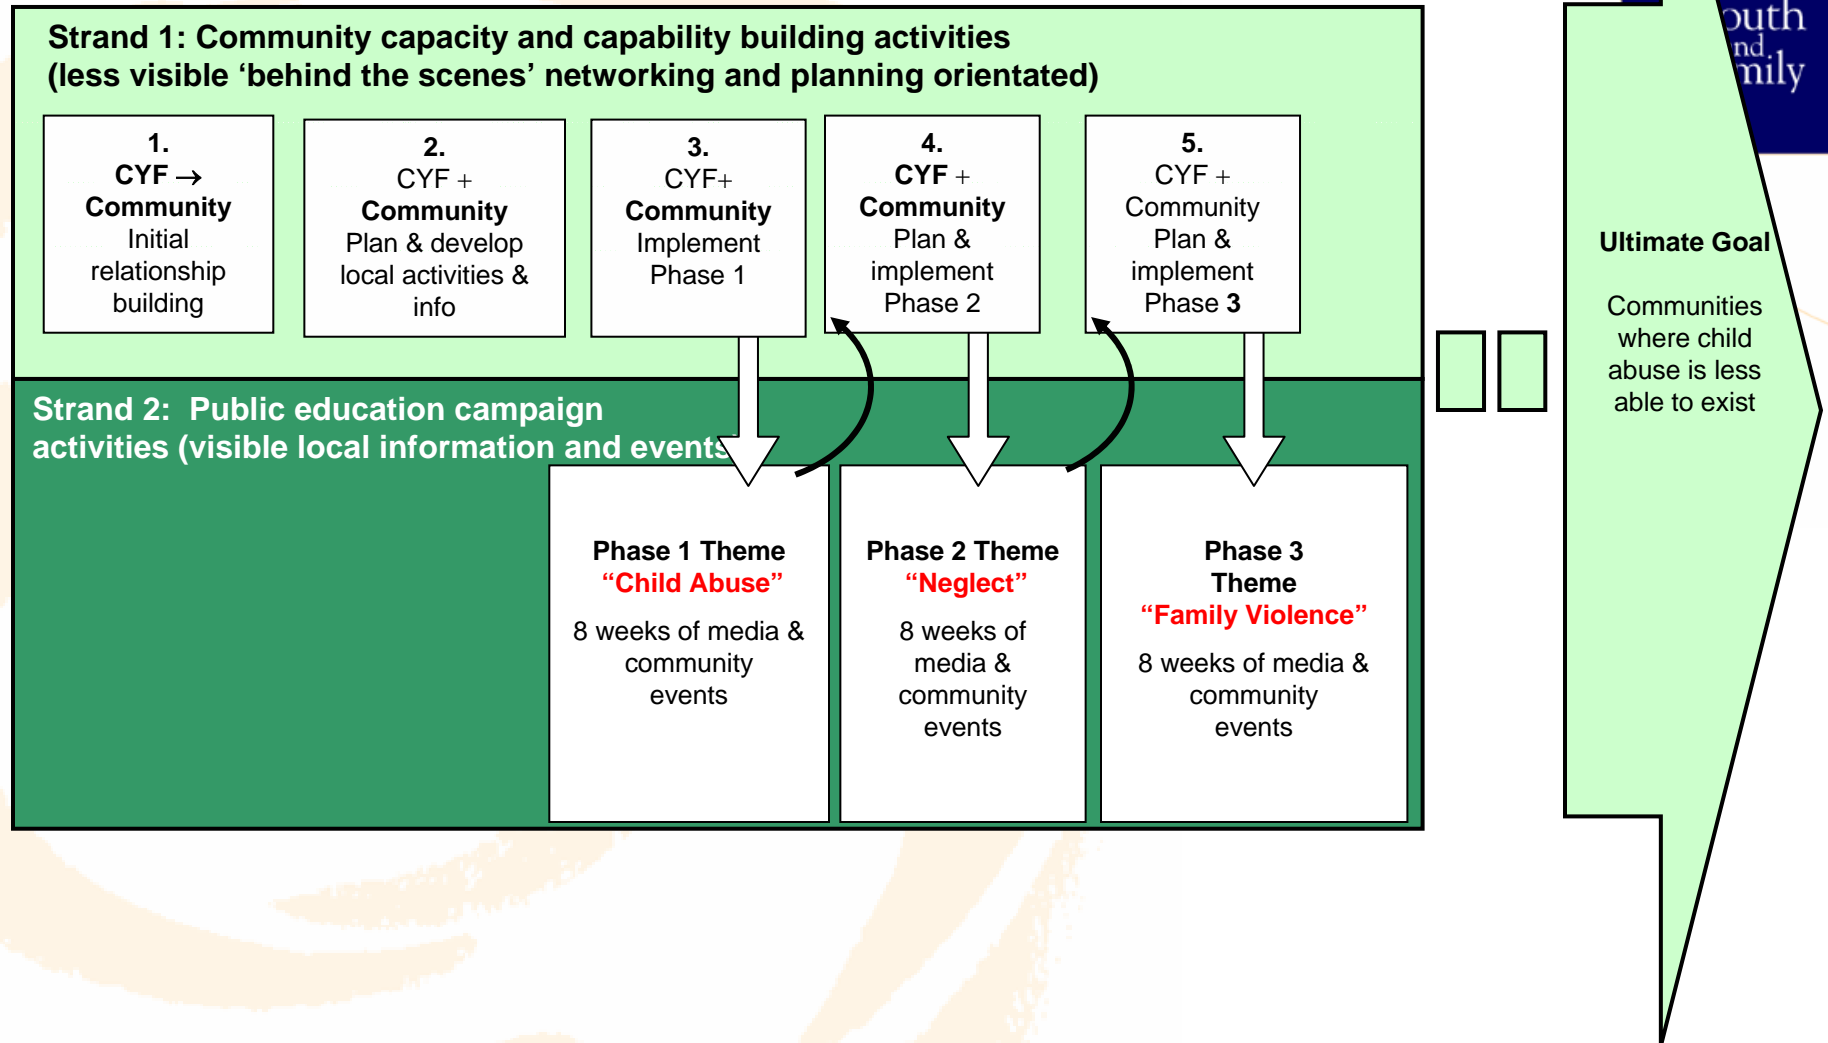 Strand 1: Community capacity and capability building activities
(less visible ‘behind the scenes’ networking and planning orientated)
1.
CYF →
Community
Initial
relationship
building
2.
CYF +
Community
Plan & develop
local activities &
info
3.
CYF+
Community
Implement
Phase 1
4.
CYF +
Community
Plan &
implement
Phase 2
5.
CYF +
Community
Plan &
implement
Phase 3
Strand 2:  Public education campaign
activities (visible local information and events
Phase 1 Theme
“Child Abuse”
8 weeks of media &
community
events
Phase 2 Theme
“Neglect”
8 weeks of
media &
community
events
Phase 3
Theme
“Family Violence”
8 weeks of media &
community
events
Ultimate Goal
Communities
where child
abuse is less
able to exist
outh
nd
mily